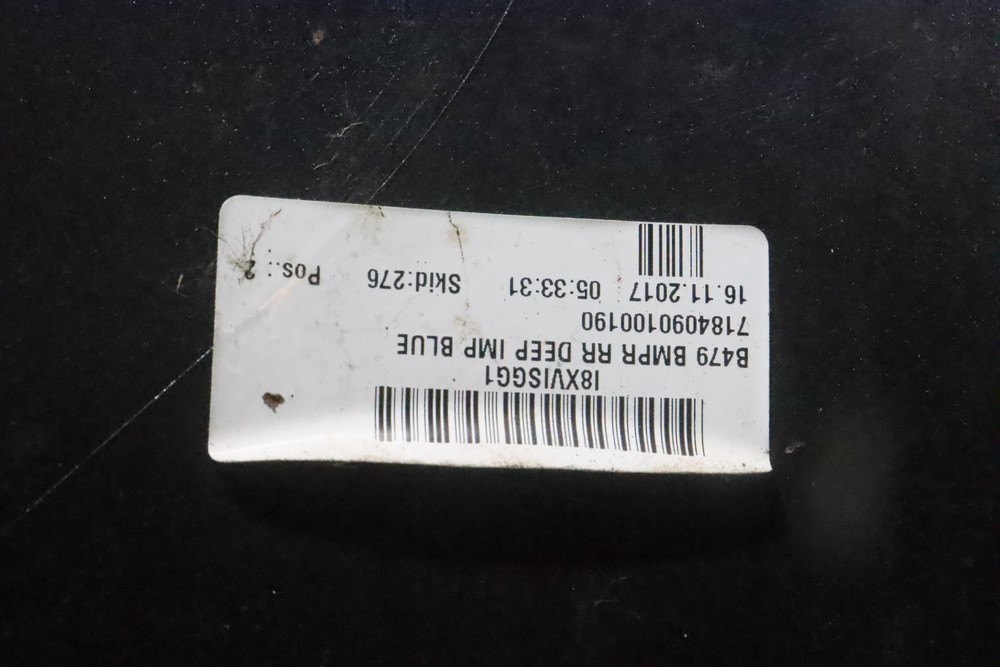 I8XVISGG1
B479 BMPR RR DEEP IMP BLUE
7184090100190
16.11.2017 05:33:31 Skid:276 Pos.: 2